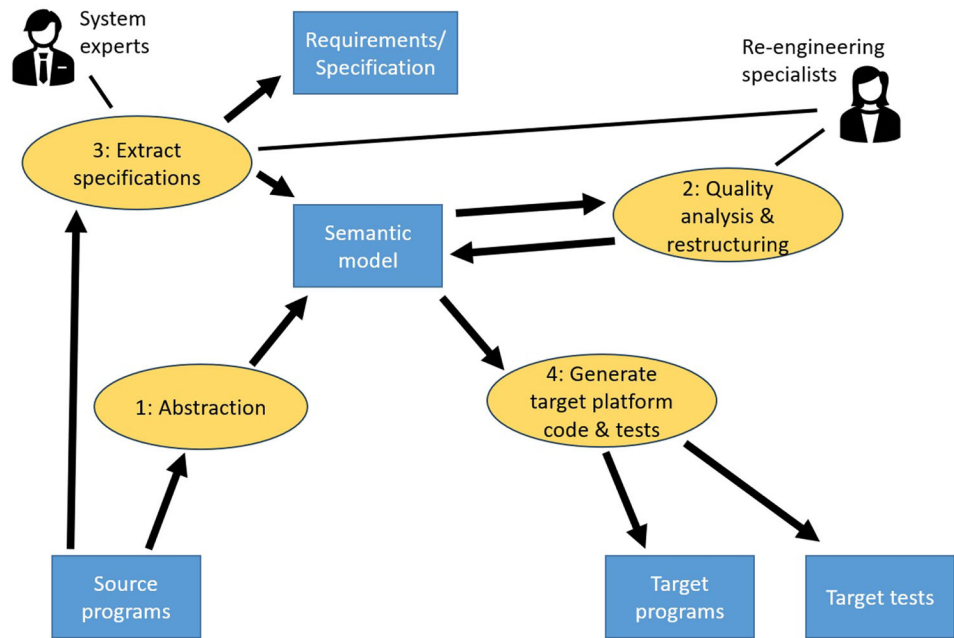 System
experts
Requirements/
Specification
Re-engineering
specialists
3: Extract
specifications
2: Quality
analysis &
restructuring
Semantic
model
1: Abstraction
4: Generate
target platform
code & tests
Source
programs
Target
programs
Target tests